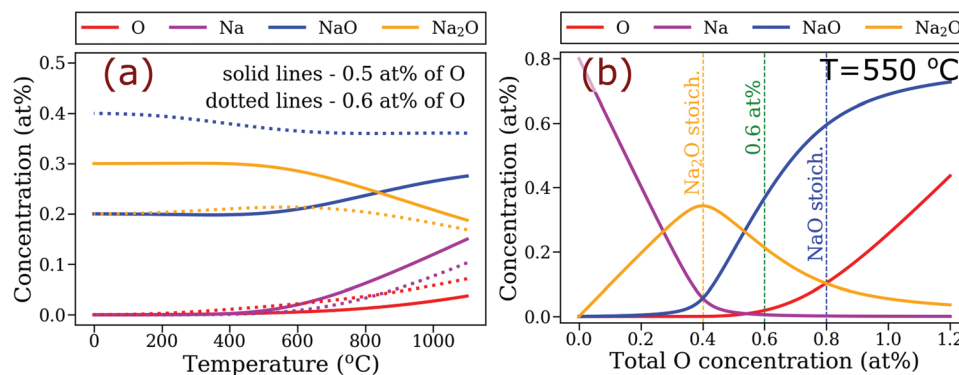 O Na NaO Na₂O
O Na NaO Na₂O
(a)
solid lines - 0.5 at% of O
dotted lines - 0.6 at% of O
Concentration (at%)
0.5
0.4
0.3
0.2
0.1
0.0
0 200 400 600 800 1000
Temperature (°C)
(b)
T=550 °C
Concentration (at%)
0.8
0.6
0.4
0.2
0.0
Na₂O stoich.
0.6 at%
NaO stoich.
0.0 0.2 0.4 0.6 0.8 1.0 1.2
Total O concentration (at%)